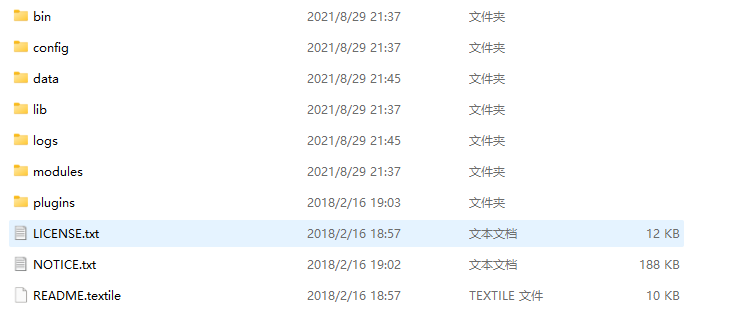 bin 2021/8/29 21:37 文件夹
config 2021/8/29 21:37 文件夹
data 2021/8/29 21:45 文件夹
lib 2021/8/29 21:37 文件夹
logs 2021/8/29 21:45 文件夹
modules 2021/8/29 21:37 文件夹
plugins 2018/2/16 19:03 文件夹
LICENSE.txt 2018/2/16 18:57 文本文档 12 KB
NOTICE.txt 2018/2/16 19:02 文本文档 188 KB
README.textile 2018/2/16 18:57 TEXTILE 文件 10 KB